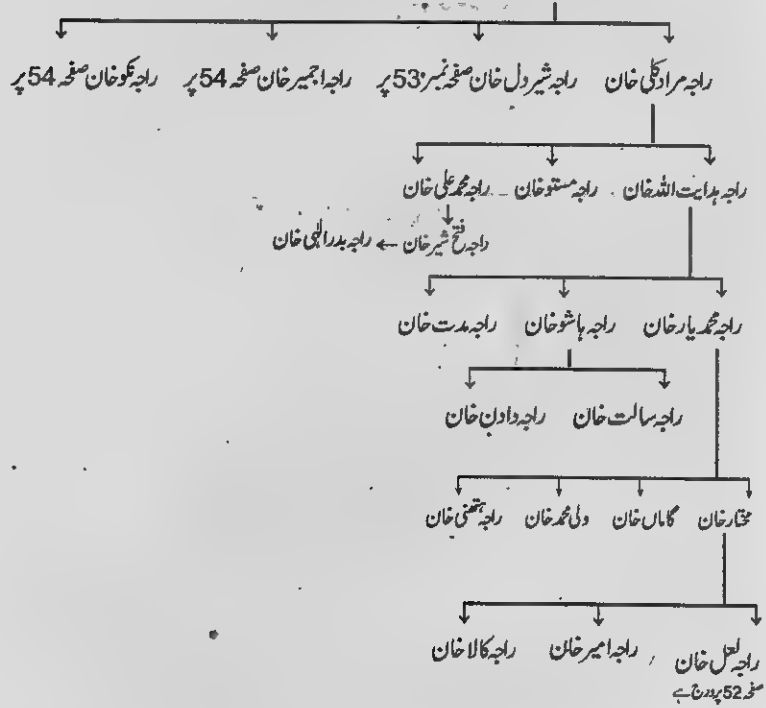 راجہ مراد کلی خان راجہ شیر دل خان صفحہ نمبر 53 پر راجہ اجمیر خان صفحہ 54 پر راجہ نکو خان صفحہ 54 پر
راجہ ہدایت اللہ خان راجہ مستو خان راجہ محمد علی خان
راجہ فتح شیر خان ← راجہ بدر الٰہی خان
راجہ محمد یار خان راجہ ہاشو خان راجہ مدت خان
راجہ سالت خان راجہ دادن خان
مختار خان گاماں خان ولی محمد خان راجہ ہتھنی خان
راجہ لعل خان راجہ امیر خان راجہ کالا خان
صفحہ 52 پر درج ہے